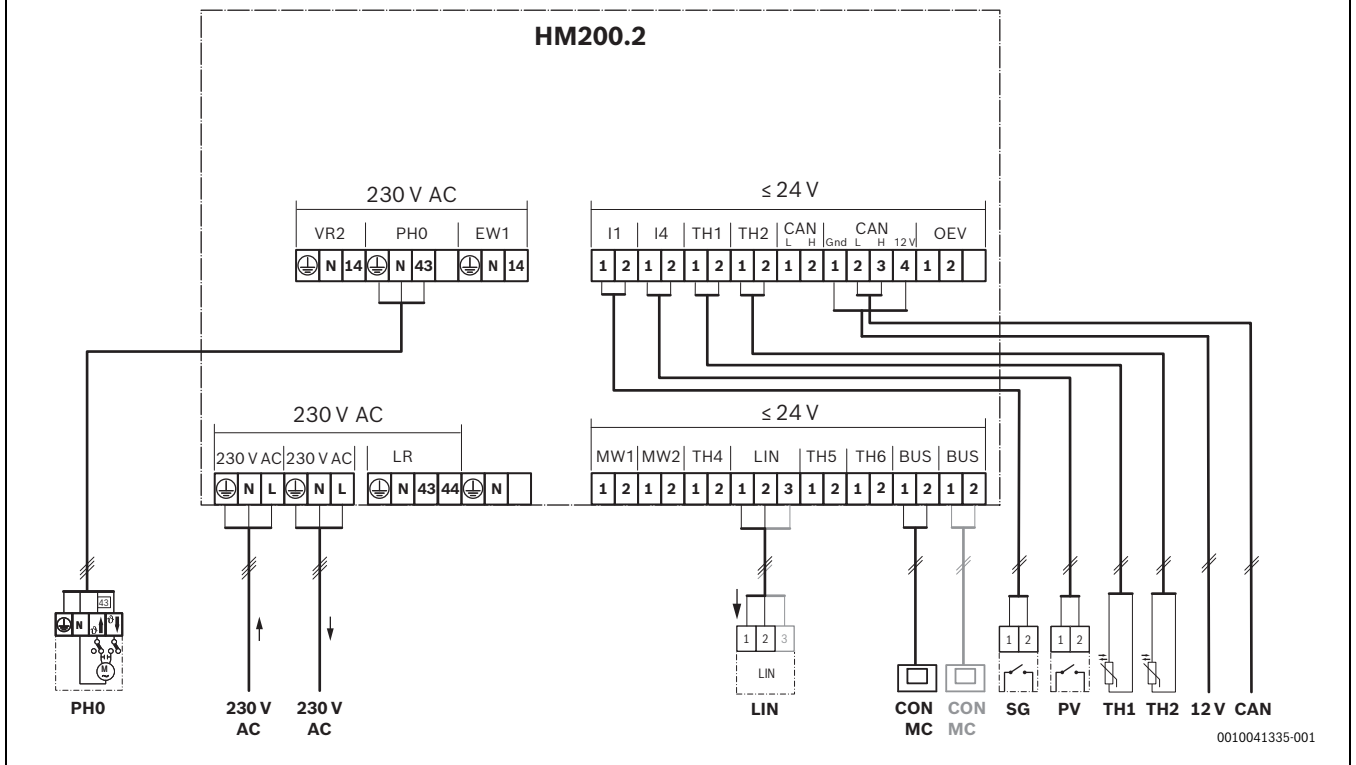 HM200.2
230 V AC
≤ 24 V
VR2 PH0 EW1
I1 I4 TH1 TH2 CAN CAN OEV
L H Gnd L H 12 V
N 14 N 43 N 14
1 2 1 2 1 2 1 2 1 2 1 2 3 4 1 2
230 V AC
≤ 24 V
230 V AC 230 V AC LR
MW1 MW2 TH4 LIN TH5 TH6 BUS BUS
N L N L N 43 44 N
1 2 1 2 1 2 1 2 3 1 2 1 2 1 2 1 2
43
N ϑ ϑ
M
~
1 2 3
LIN
1 2
1 2
PH0
230 V
AC
230 V
AC
LIN
CON
MC
CON
MC
SG
PV
TH1
TH2
12 V
CAN
0010041335-001